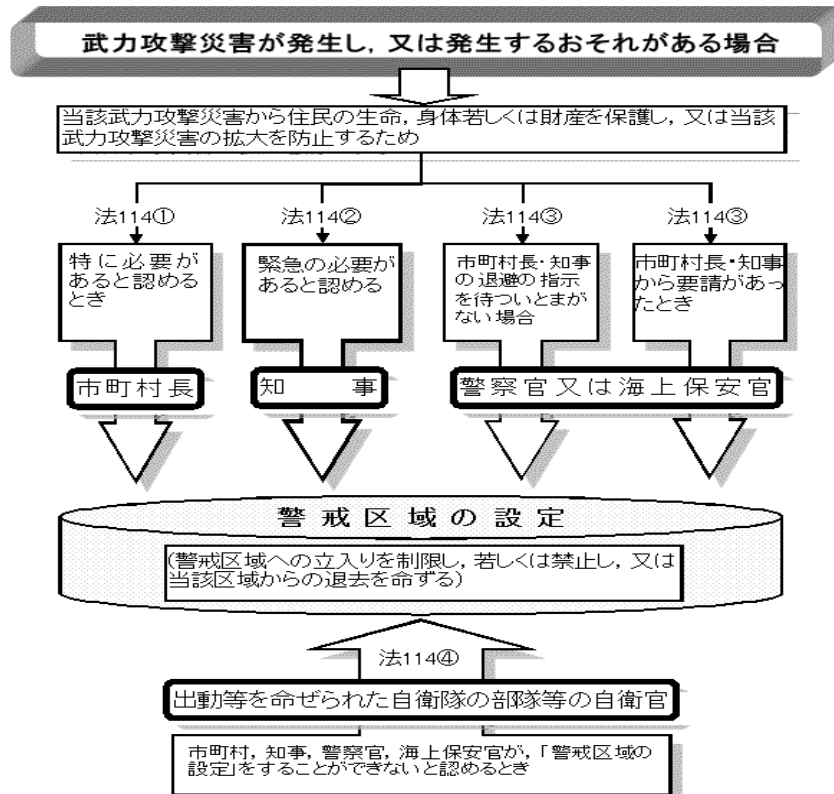 武力攻撃災害が発生し，又は発生するおそれがある場合
当該武力攻撃災害から住民の生命，身体若しくは財産を保護し，又は当該
武力攻撃災害の拡大を防止するため
法114①
法114②
法114③
法114③
特に必要が
あると認める
とき
緊急の必要が
あると認める
市町村長・知事
の退避の指示
を待ついとまが
ない場合
市町村長・知事
から要請があっ
たとき
市町村長
知　事
警察官又は海上保安官
警戒区域の設定
(警戒区域への立入りを制限し，若しくは禁止し，又は
当該区域からの退去を命ずる)
法114④
出動等を命ぜられた自衛隊の部隊等の自衛官
市町村，知事，警察官，海上保安官が，「警戒区域の
設定」をすることができないと認めるとき